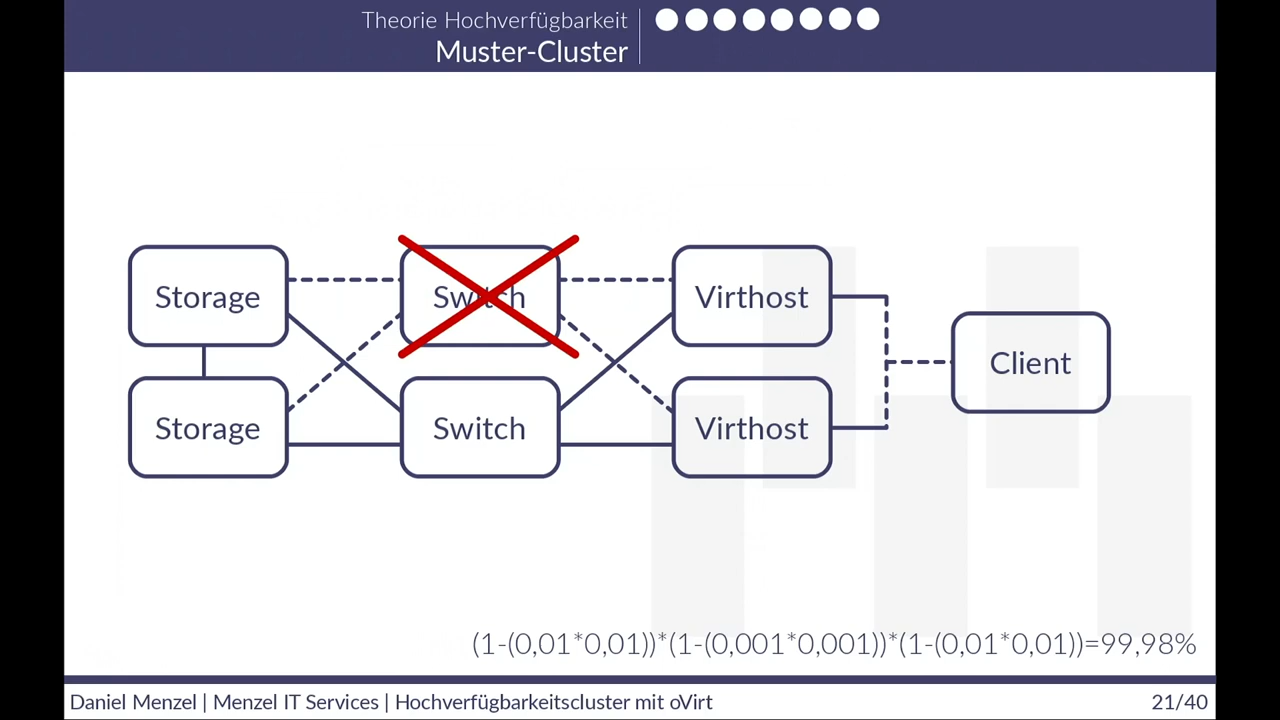 Theorie Hochverfügbarkeit
Muster-Cluster
Storage
Switch
Virthost
Client
Storage
Switch
Virthost
(1-(0,01*0,01))*(1-(0,001*0,001))*(1-(0,01*0,01))=99,98%
Daniel Menzel | Menzel IT Services | Hochverfügbarkeitscluster mit oVirt
21/40